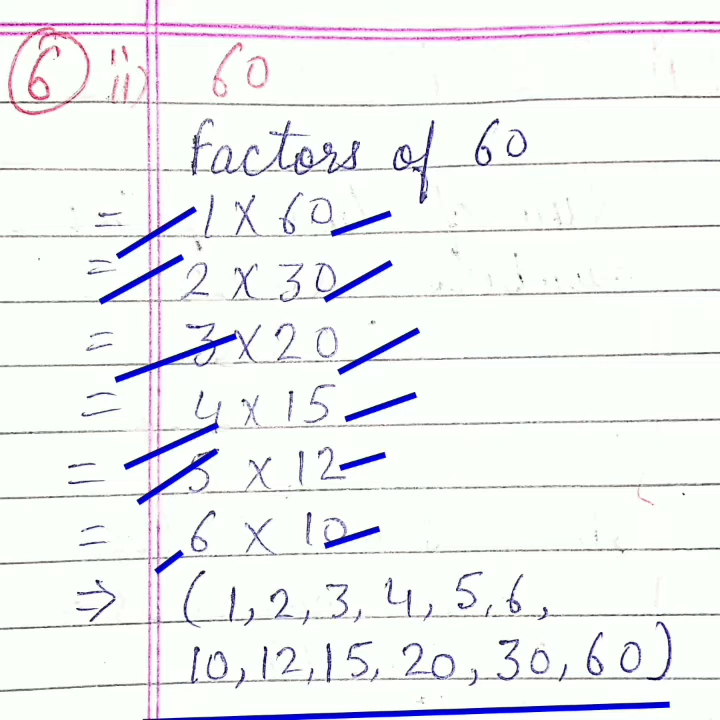 6 ii) 60
Factors of 60
= 1 X 60
= 2 X 30
= 3 X 20
= 4 X 15
= 5 X 12
= 6 X 10
⇒ (1, 2, 3, 4, 5, 6,
10, 12, 15, 20, 30, 60)